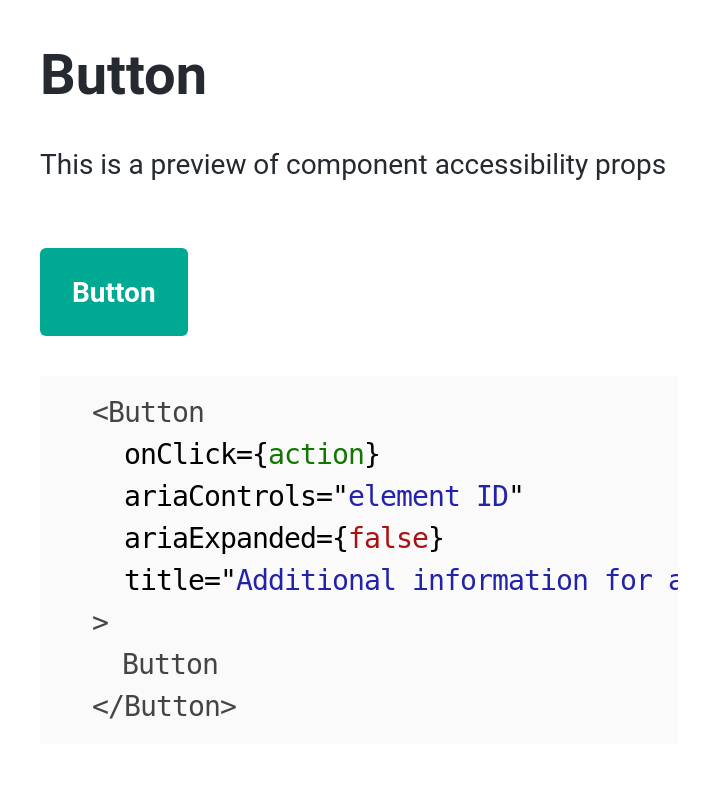 Button
This is a preview of component accessibility props
Button
<Button
onClick={action}
ariaControls="element ID"
ariaExpanded={false}
title="Additional information for
>
Button
</Button>